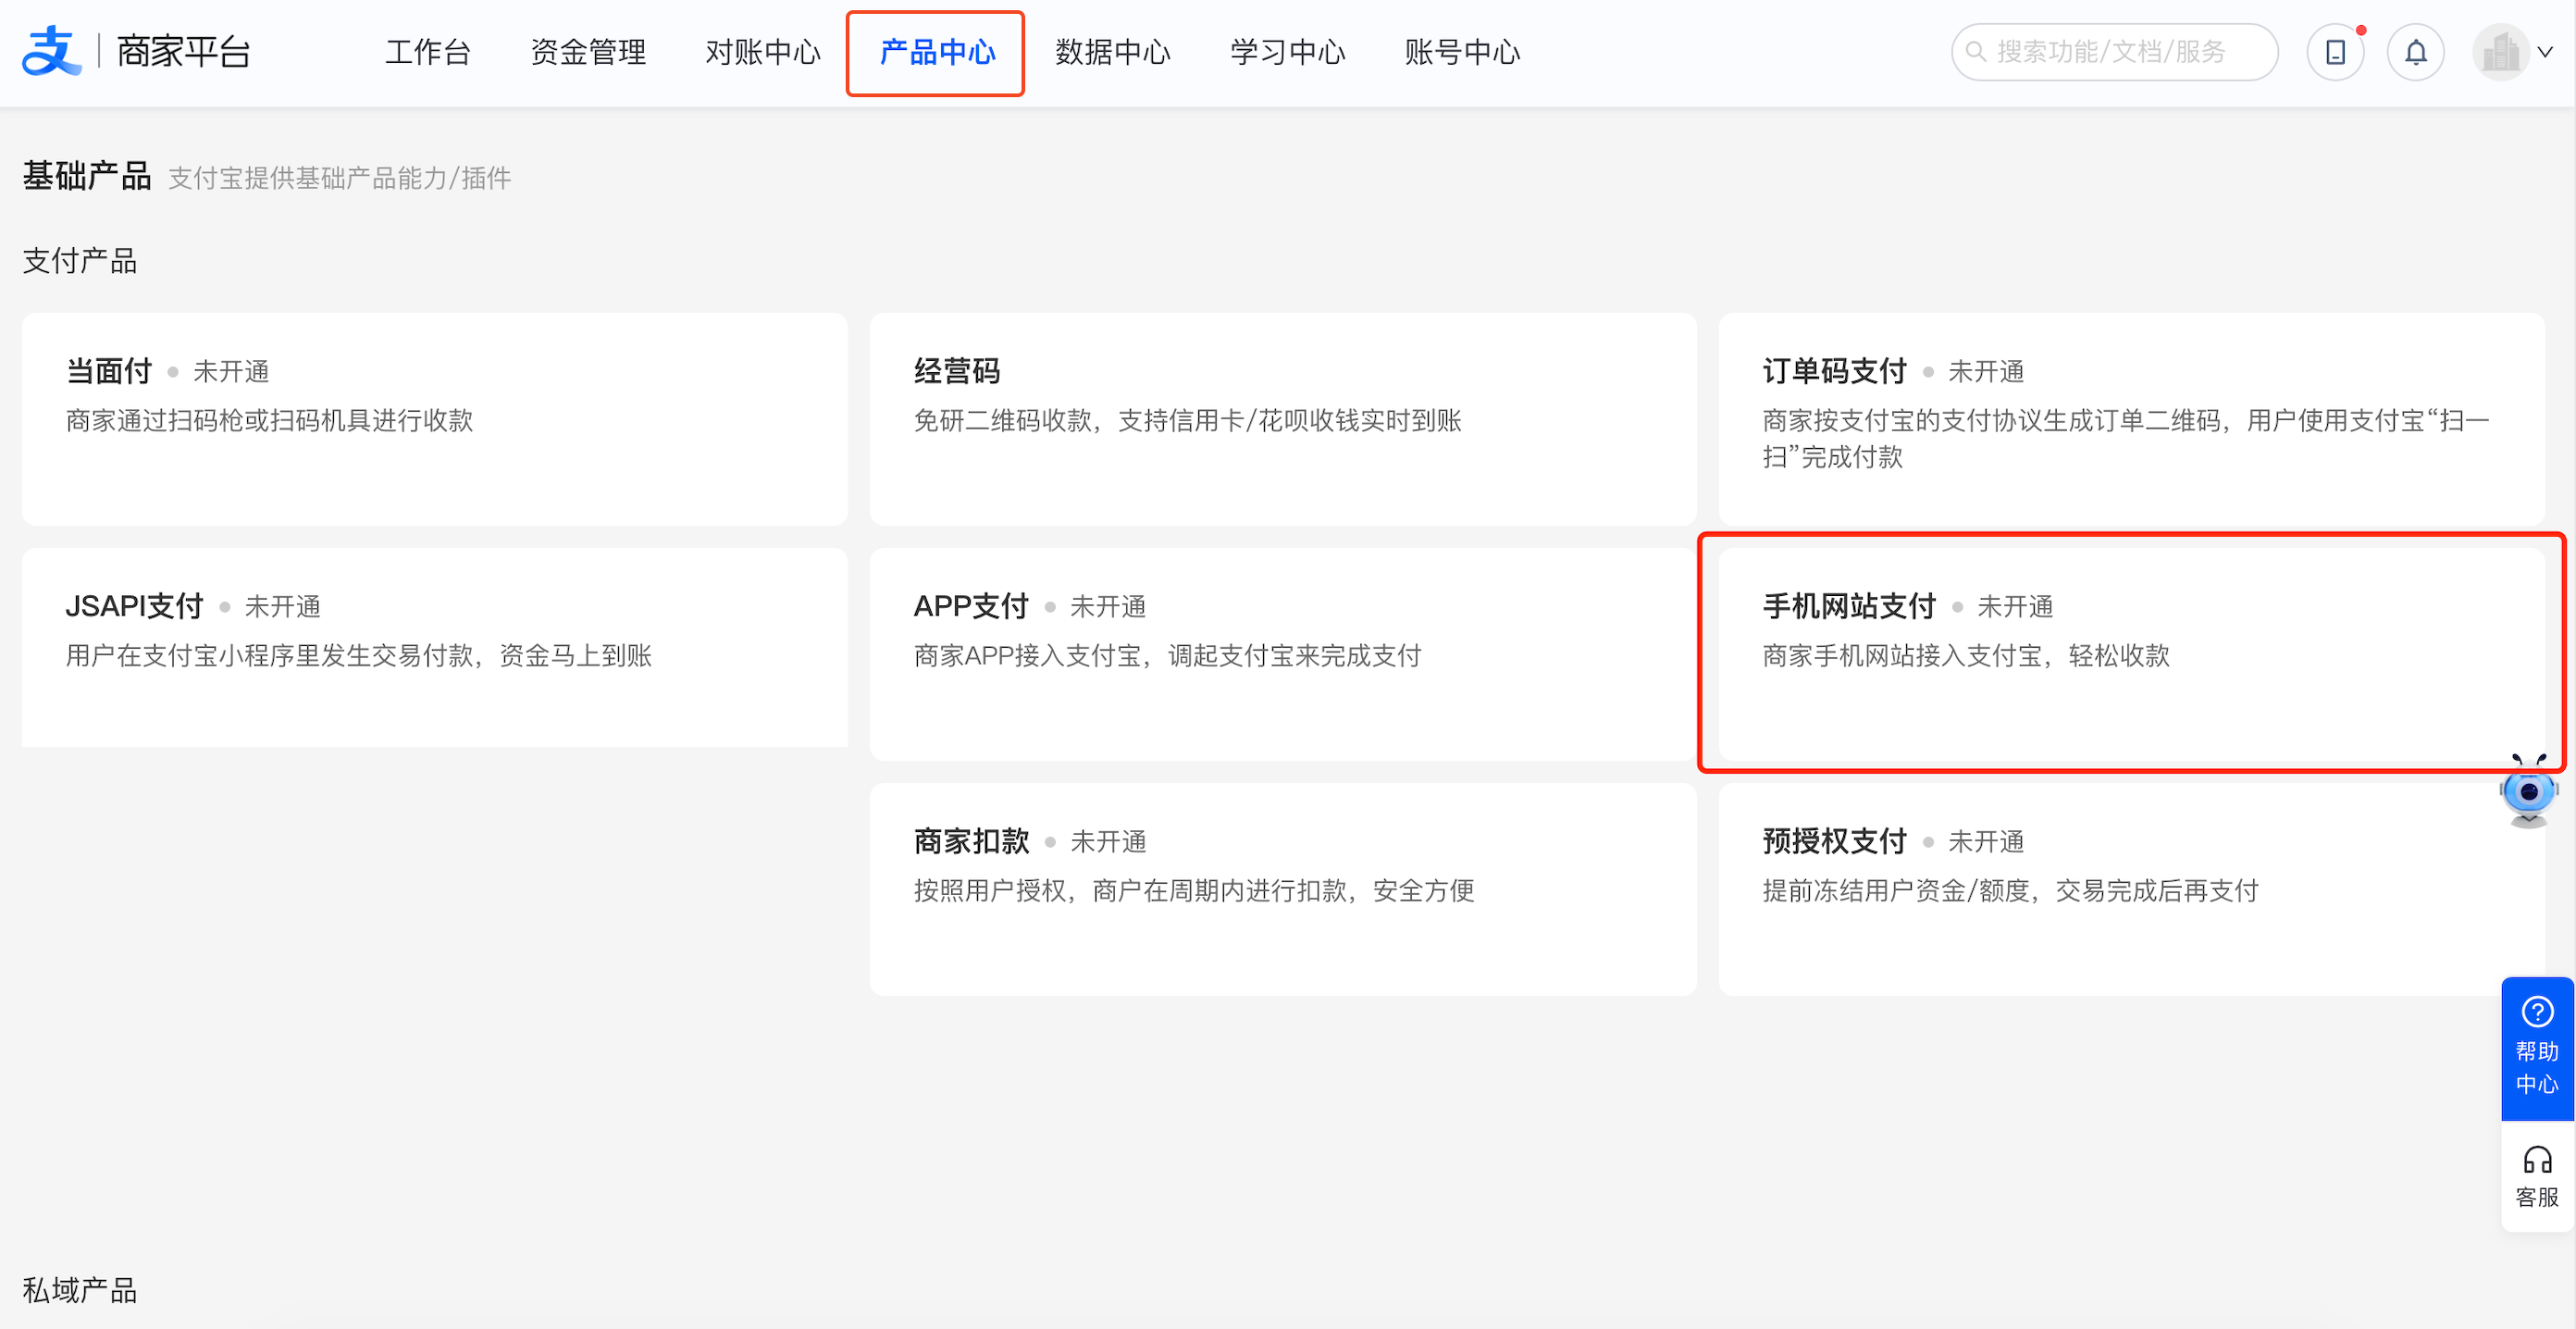 支 商家平台 工作台 资金管理 对账中心 产品中心 数据中心 学习中心 账号中心 搜索功能/文档/服务
基础产品 支付宝提供基础产品能力/插件
支付产品
当面付 未开通
商家通过扫码枪或扫码机具进行收款
经营码
免研二维码收款，支持信用卡/花呗收钱实时到账
订单码支付 未开通
商家按支付宝的支付协议生成订单二维码，用户使用支付宝“扫一
扫”完成付款
JSAPI支付 未开通
用户在支付宝小程序里发生交易付款，资金马上到账
APP支付 未开通
商家APP接入支付宝，调起支付宝来完成支付
手机网站支付 未开通
商家手机网站接入支付宝，轻松收款
商家扣款 未开通
按照用户授权，商户在周期内进行扣款，安全方便
预授权支付 未开通
提前冻结用户资金/额度，交易完成后再支付
帮助
中心
客服
私域产品